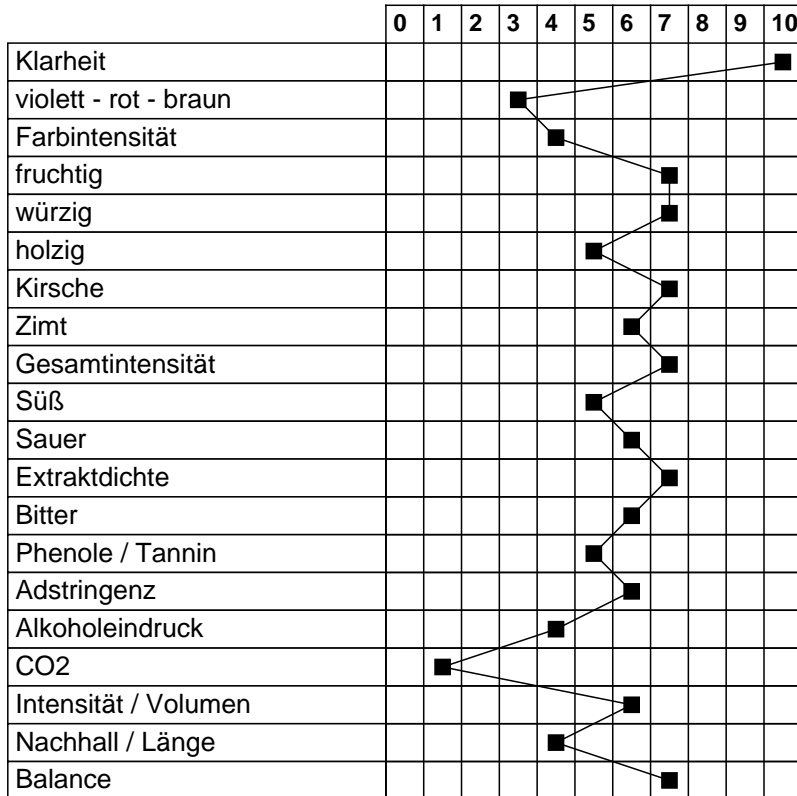 0 1 2 3 4 5 6 7 8 9 10
Klarheit
violett - rot - braun
Farbintensität
fruchtig
würzig
holzig
Kirsche
Zimt
Gesamtintensität
Süß
Sauer
Extraktdichte
Bitter
Phenole / Tannin
Adstringenz
Alkoholeindruck
CO2
Intensität / Volumen
Nachhall / Länge
Balance